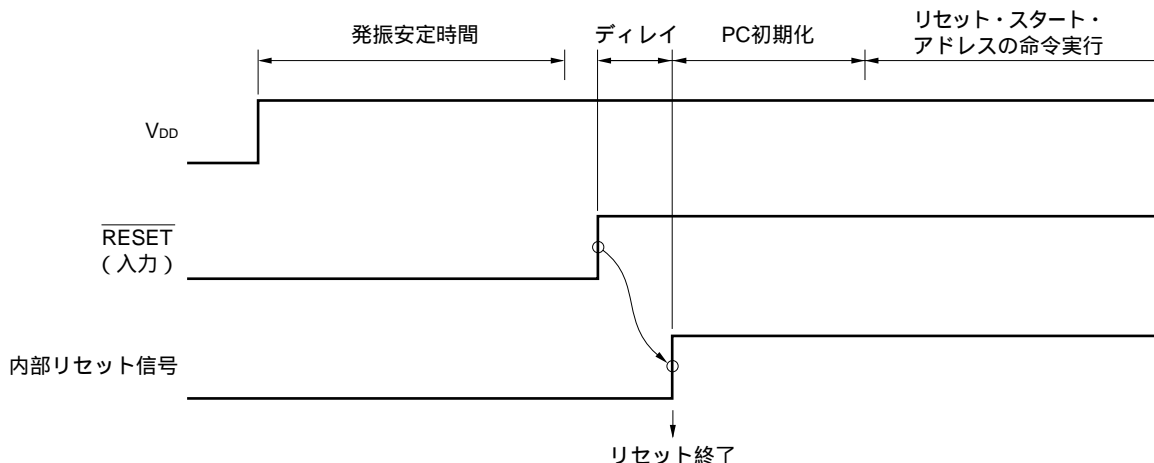 発振安定時間
ディレイ
PC初期化
リセット・スタート・
アドレスの命令実行
VDD
RESET
(入力)
内部リセット信号
リセット終了